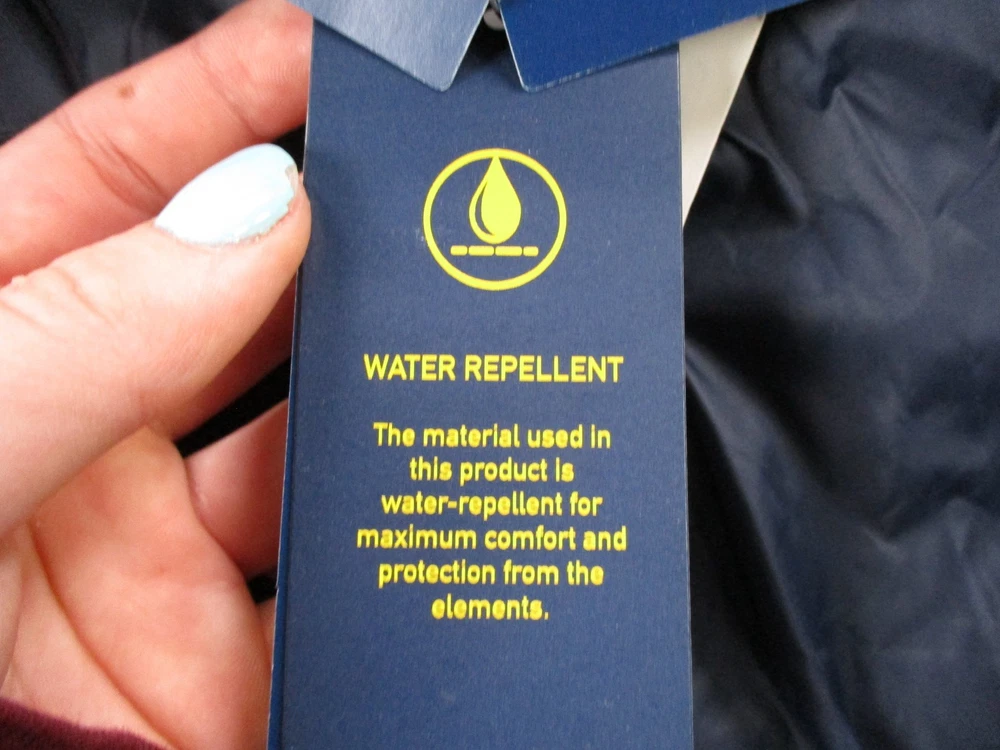 WATER REPELLENT
The material used in
this product is
water-repellent for
maximum comfort and
protection from the
elements.